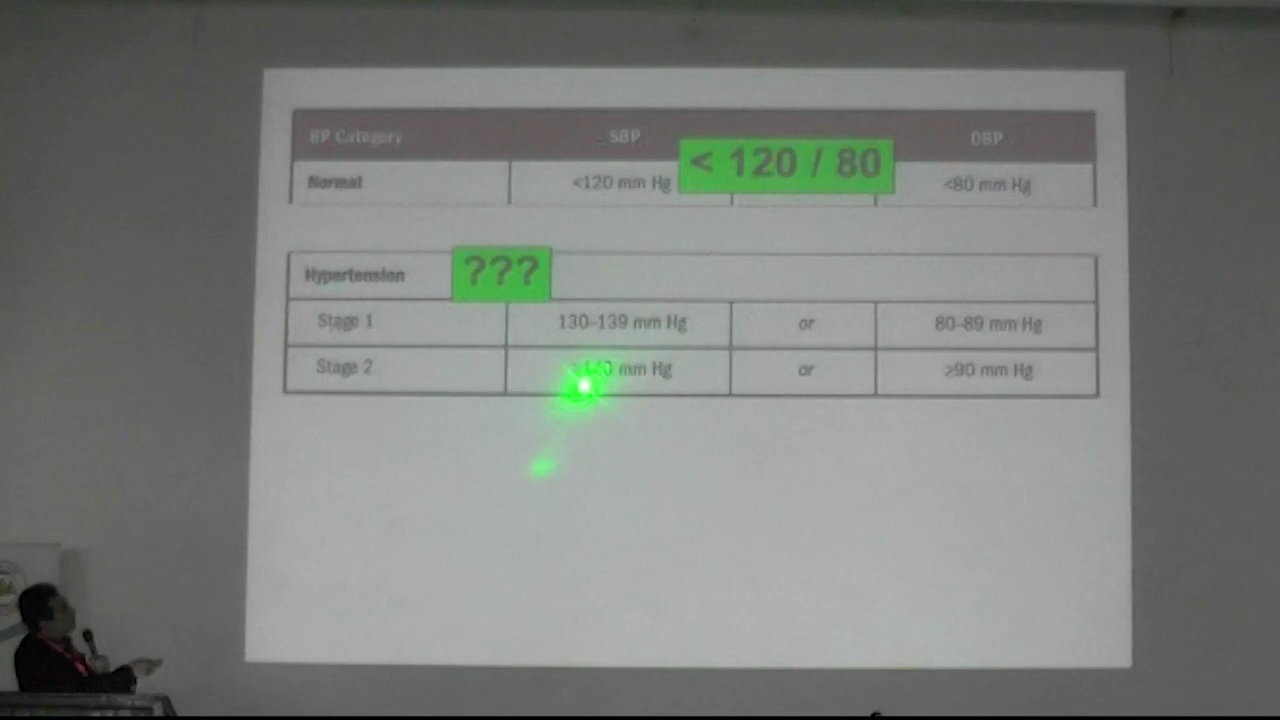 BP Category SBP DBP
< 120 / 80
Normal <120 mm Hg <80 mm Hg
Hypertension ???
Stage 1 130–139 mm Hg or 80–89 mm Hg
Stage 2 ≥140 mm Hg or ≥90 mm Hg